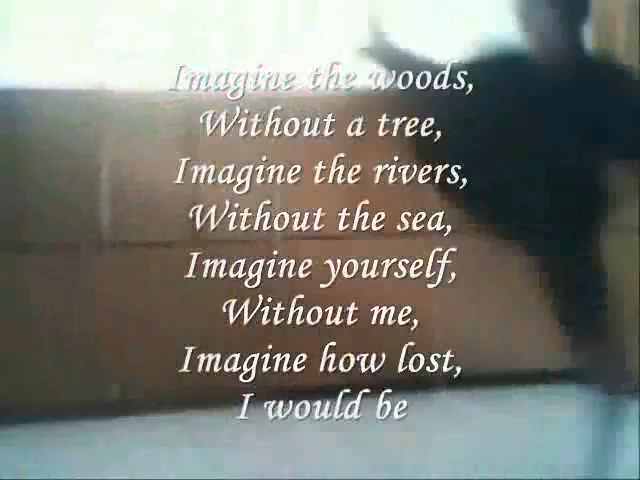 Imagine the woods,
Without a tree,
Imagine the rivers,
Without the sea,
Imagine yourself,
Without me,
Imagine how lost,
I would be